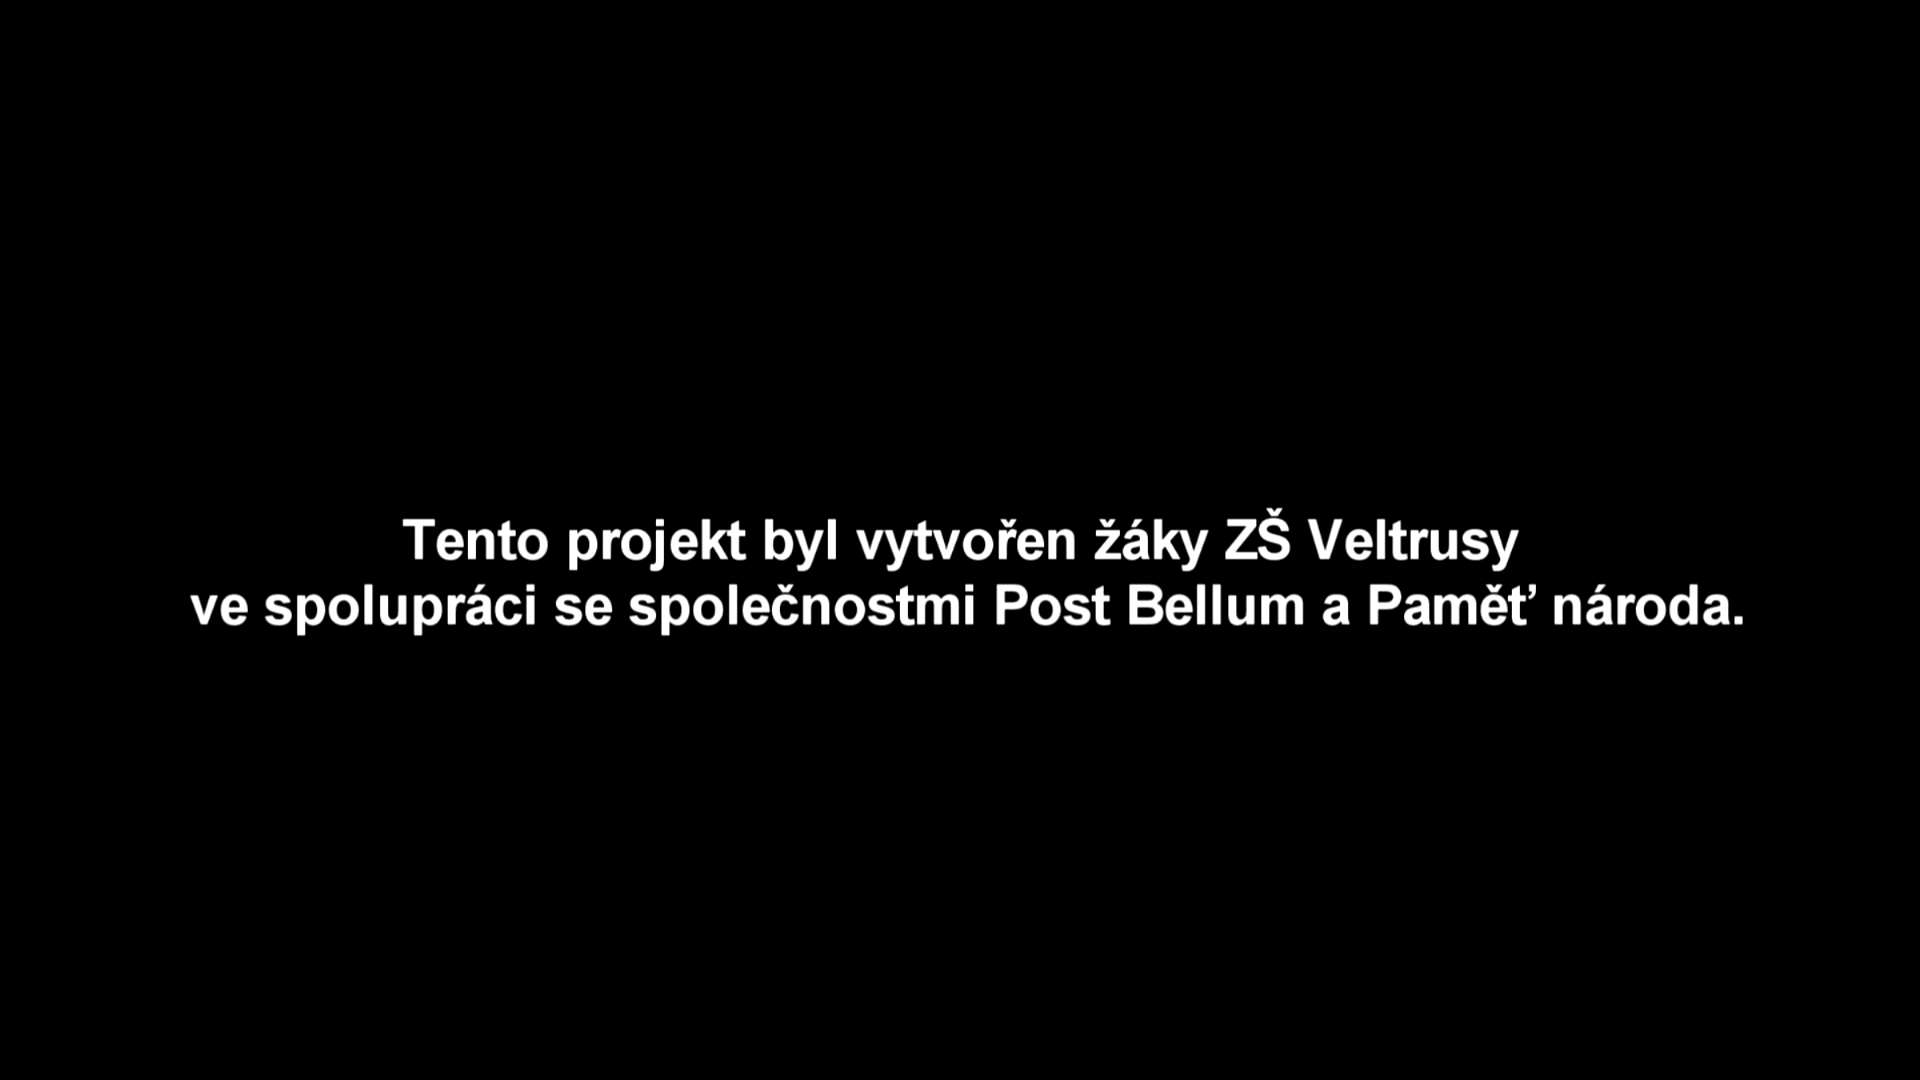 Tento projekt byl vytvořen žáky ZŠ Veltrusy
ve spolupráci se společnostmi Post Bellum a Paměť národa.